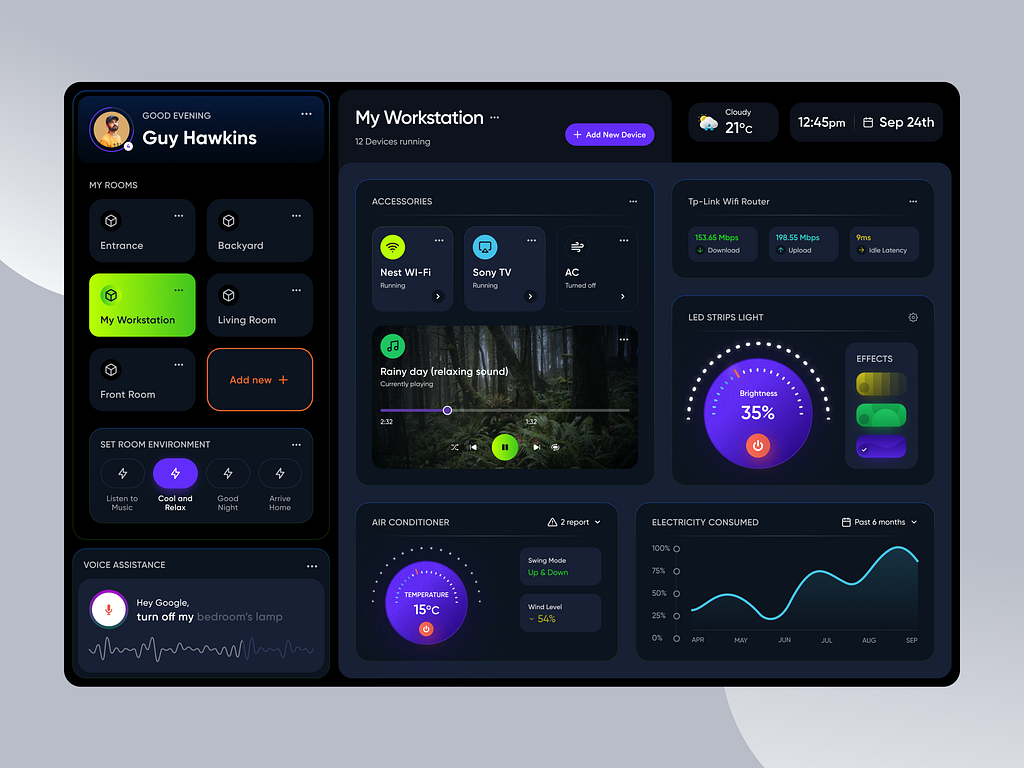 GOOD EVENING
Guy Hawkins
MY ROOMS
Entrance
Backyard
My Workstation
Living Room
Front Room
Add new +
SET ROOM ENVIRONMENT
Listen to
Music
Cool and
Relax
Good
Night
Arrive
Home
VOICE ASSISTANCE
Hey Google,
turn off my bedroom's lamp
My Workstation
12 Devices running
+ Add New Device
Cloudy
21°C
12:45pm
Sep 24th
ACCESSORIES
Nest WI-Fi
Running
Sony TV
Running
AC
Turned off
Rainy day (relaxing sound)
Currently playing
2:32
1:32
Tp-Link Wifi Router
153.65 Mbps
Download
198.55 Mbps
Upload
9ms
Idle Latency
LED STRIPS LIGHT
Brightness
35%
EFFECTS
AIR CONDITIONER
2 report
TEMPERATURE
15°C
Swing Mode
Up & Down
Wind Level
54%
ELECTRICITY CONSUMED
Past 6 months
100%
75%
50%
25%
0%
APR MAY JUN JUL AUG SEP